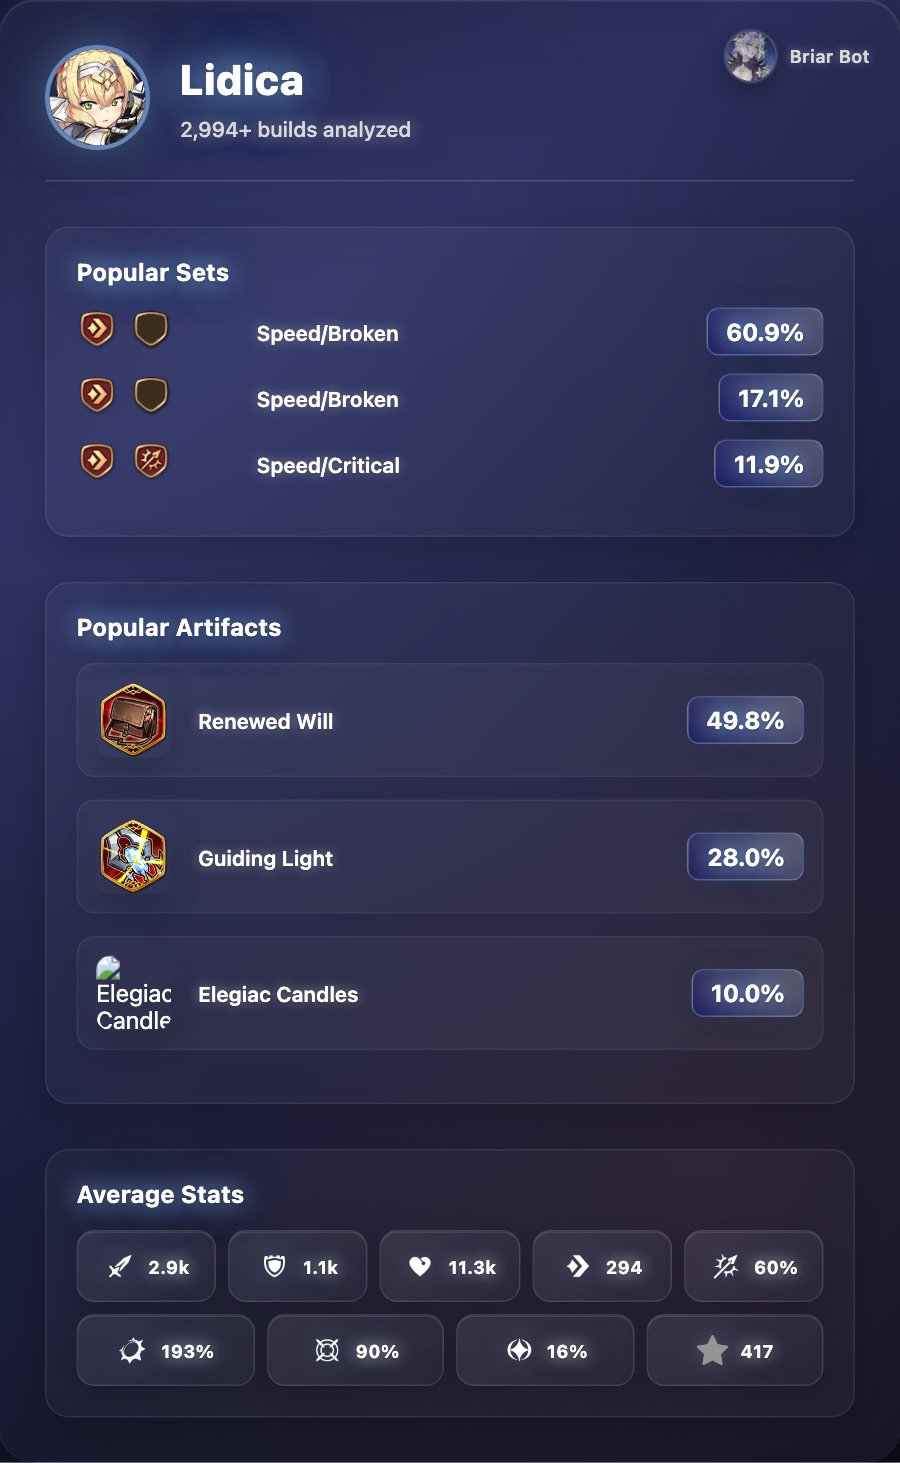 Lidica
2,994+ builds analyzed
Briar Bot
Popular Sets
Speed/Broken
60.9%
Speed/Broken
17.1%
Speed/Critical
11.9%
Popular Artifacts
Renewed Will
49.8%
Guiding Light
28.0%
Elegiac
Candle
Elegiac Candles
10.0%
Average Stats
2.9k
1.1k
11.3k
294
60%
193%
90%
16%
417